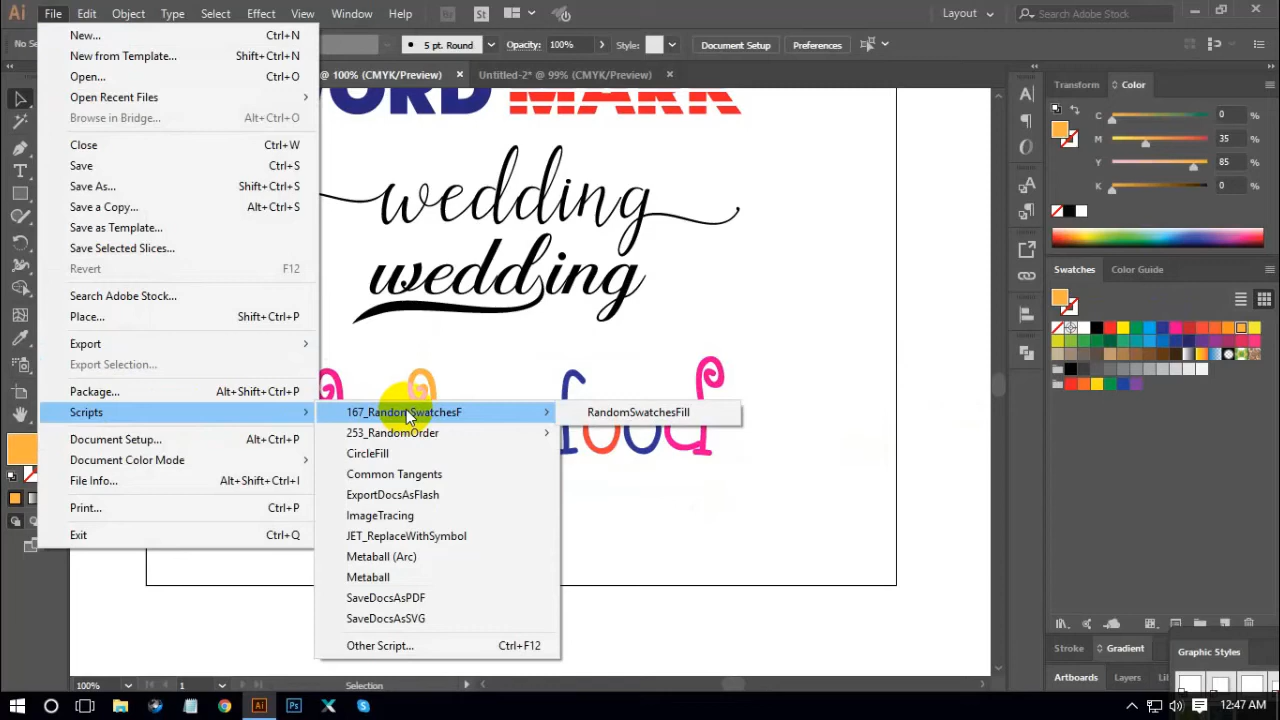 Ai File Edit Object Type Select Effect View Window Help Br St Layout Search Adobe Stock
5 pt. Round Opacity: 100% Style: Document Setup Preferences
@ 100% (CMYK/Preview) × Untitled-2* @ 99% (CMYK/Preview) ×
New... Ctrl+N
New from Template... Shift+Ctrl+N
Open... Ctrl+O
Open Recent Files
Browse in Bridge... Alt+Ctrl+O
Close Ctrl+W
Save Ctrl+S
Save As... Shift+Ctrl+S
Save a Copy... Alt+Ctrl+S
Save as Template...
Save Selected Slices...
Revert F12
Search Adobe Stock...
Place... Shift+Ctrl+P
Export
Export Selection...
Package... Alt+Shift+Ctrl+P
Scripts
Document Setup... Alt+Ctrl+P
Document Color Mode
File Info... Alt+Shift+Ctrl+I
Print... Ctrl+P
Exit Ctrl+Q
167_RandomSwatchesF
253_RandomOrder
CircleFill
Common Tangents
ExportDocsAsFlash
ImageTracing
JET_ReplaceWithSymbol
Metaball (Arc)
Metaball
SaveDocsAsPDF
SaveDocsAsSVG
Other Script... Ctrl+F12
RandomSwatchesFill
ORD MARK
wedding
wedding
food
Transform Color
C 0 %
M 35 %
Y 85 %
K 0 %
Swatches Color Guide
Stroke Gradient
Graphic Styles
Artboards Layers
100% 1 Selection
12:47 AM